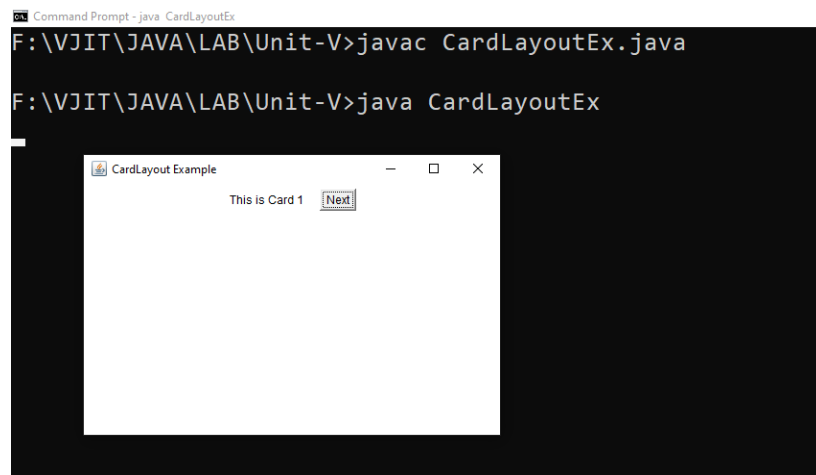 Command Prompt - java  CardLayoutEx
F:\VJIT\JAVA\LAB\Unit-V>javac CardLayoutEx.java
F:\VJIT\JAVA\LAB\Unit-V>java CardLayoutEx
CardLayout Example
This is Card 1 Next